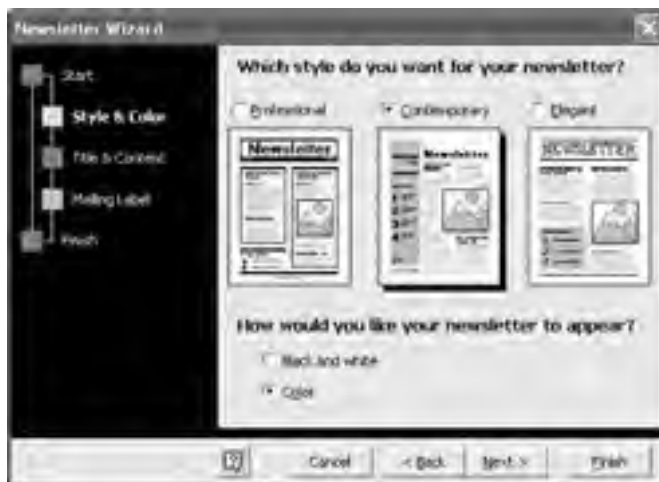 Newsletter Wizard
Start
Style & Color
Title & Content
Mailing Label
Finish
Which style do you want for your newsletter?
Professional Contemporary Elegant
Newsletter
Newsletter
NEWSLETTER
How would you like your newsletter to appear?
Black and white
Color
Cancel < Back Next > Finish